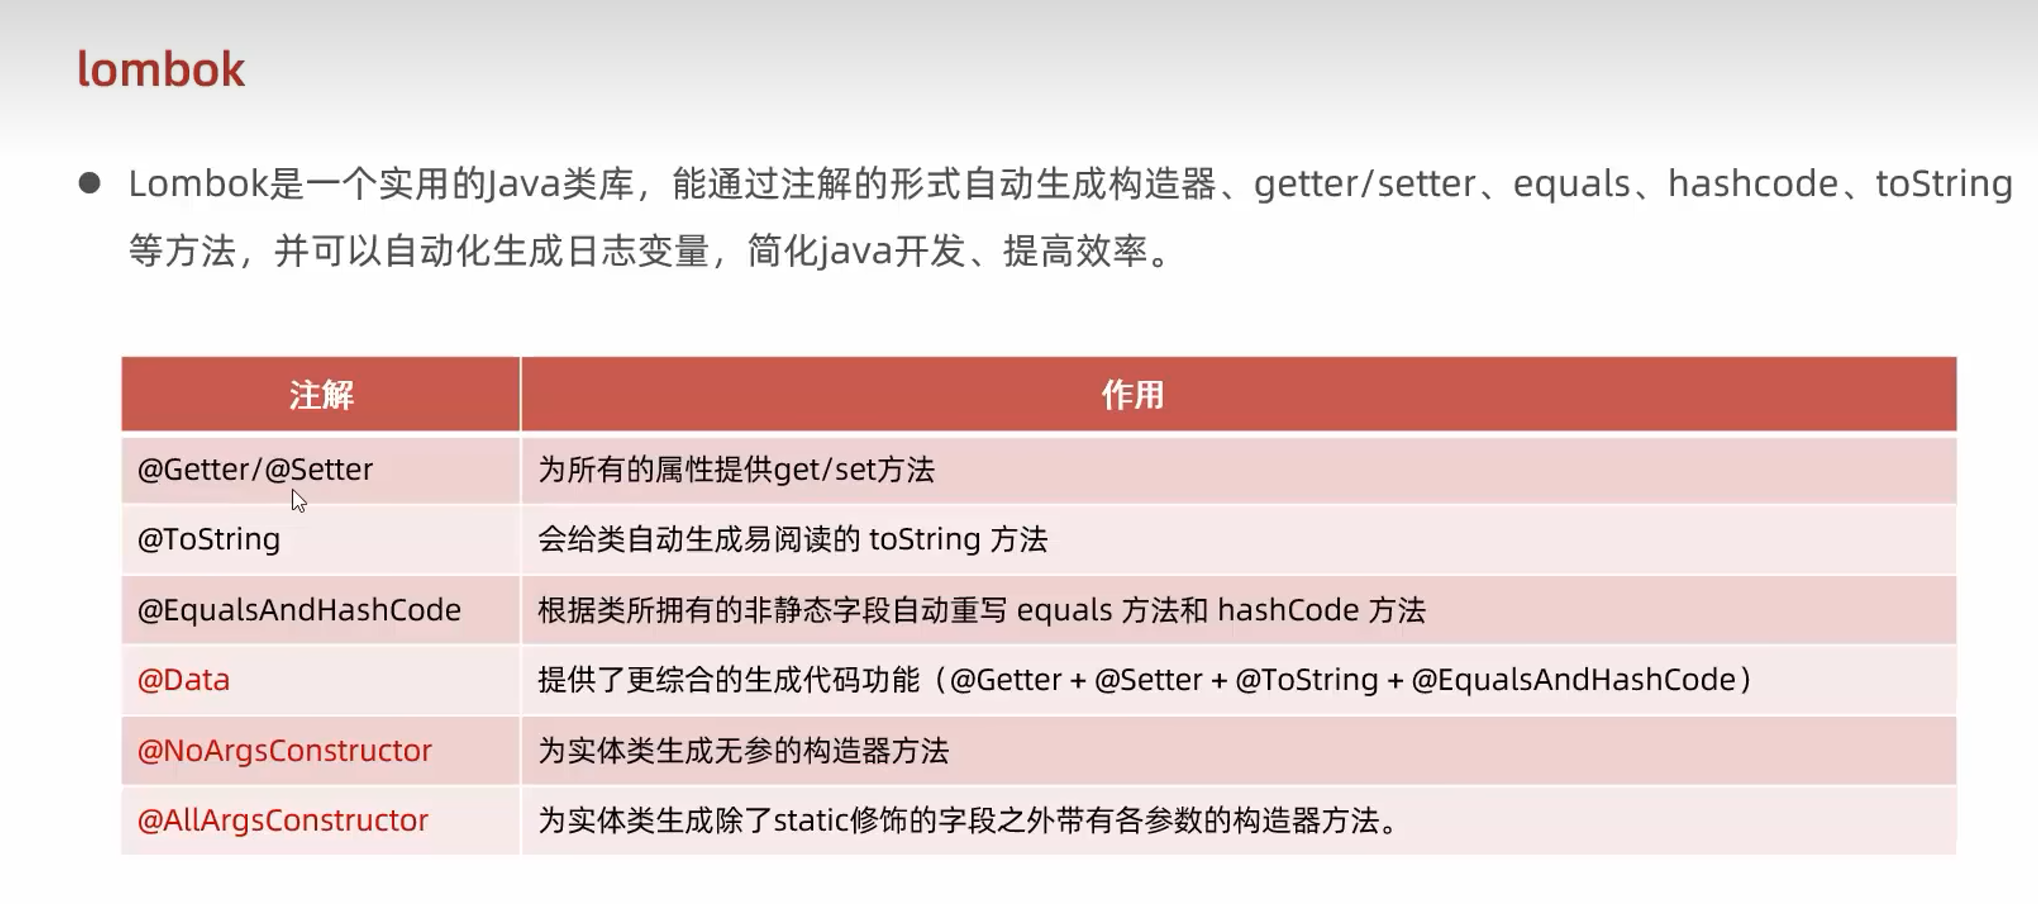 lombok
Lombok是一个实用的Java类库，能通过注解的形式自动生成构造器、getter/setter、equals、hashcode、toString
等方法，并可以自动化生成日志变量，简化java开发、提高效率。
注解 作用
@Getter/@Setter 为所有的属性提供get/set方法
@ToString 会给类自动生成易阅读的 toString 方法
@EqualsAndHashCode 根据类所拥有的非静态字段自动重写 equals 方法和 hashCode 方法
@Data 提供了更综合的生成代码功能（@Getter + @Setter + @ToString + @EqualsAndHashCode）
@NoArgsConstructor 为实体类生成无参的构造器方法
@AllArgsConstructor 为实体类生成除了static修饰的字段之外带有各参数的构造器方法。